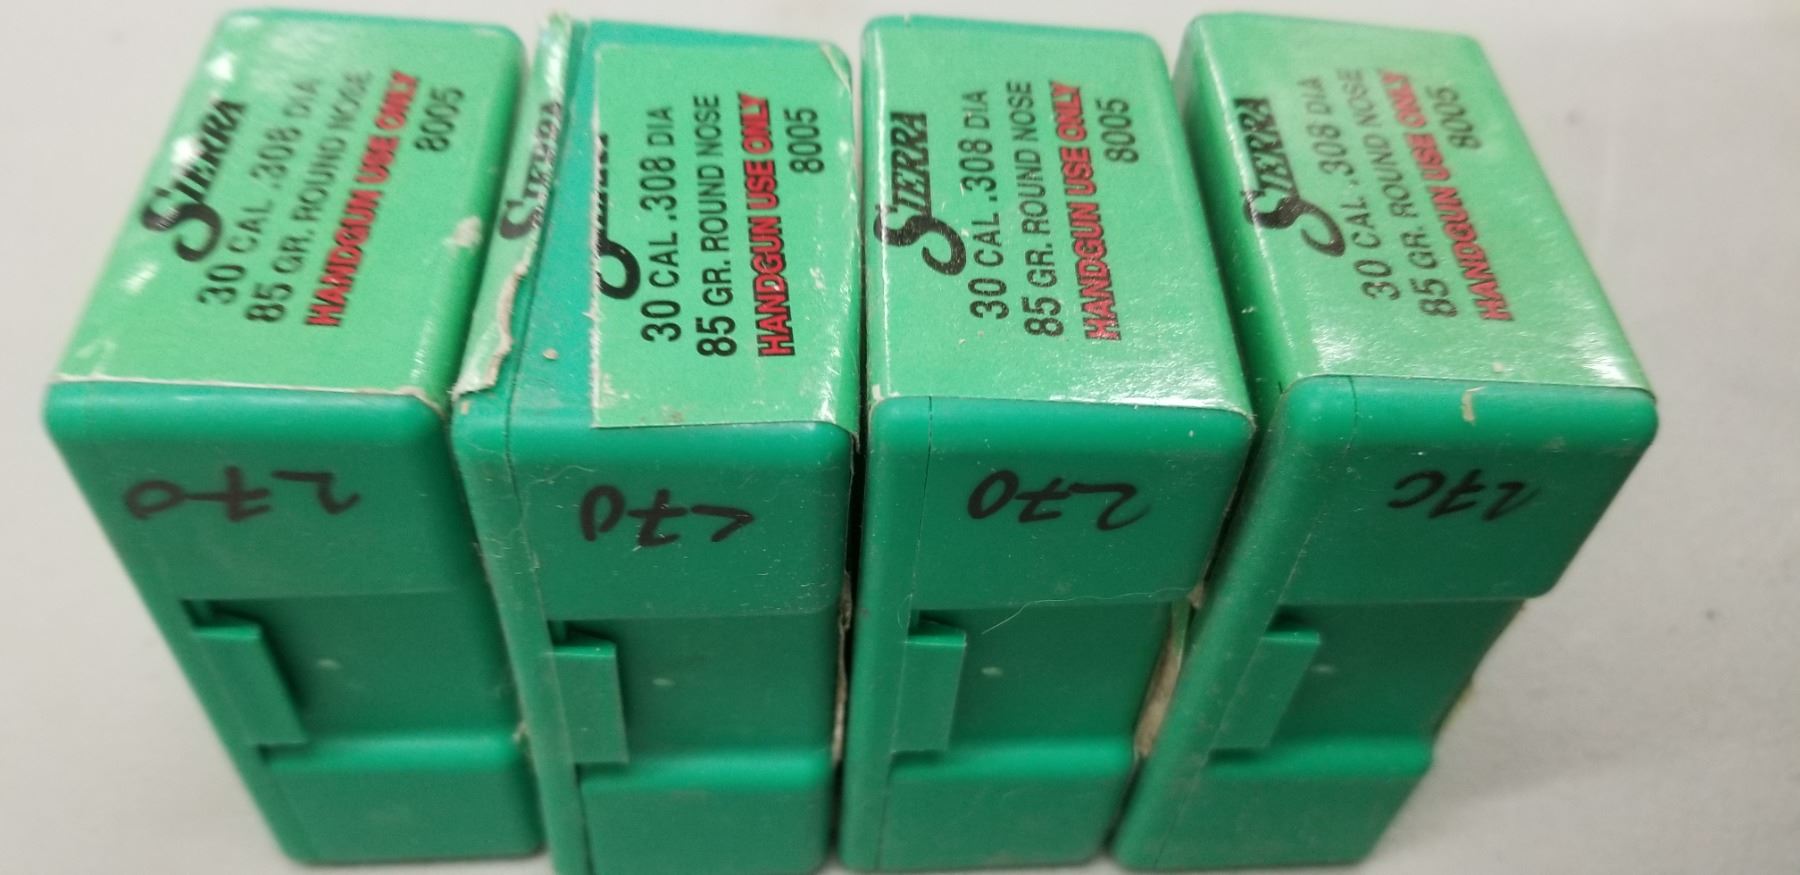 SIERRA
30 CAL .308 DIA
85 GR. ROUND NOSE
HANDGUN USE ONLY
8005
270
SIERRA
30 CAL .308 DIA
85 GR. ROUND NOSE
HANDGUN USE ONLY
8005
270
SIERRA
30 CAL .308 DIA
85 GR. ROUND NOSE
HANDGUN USE ONLY
8005
270
SIERRA
30 CAL .308 DIA
85 GR. ROUND NOSE
HANDGUN USE ONLY
8005
270